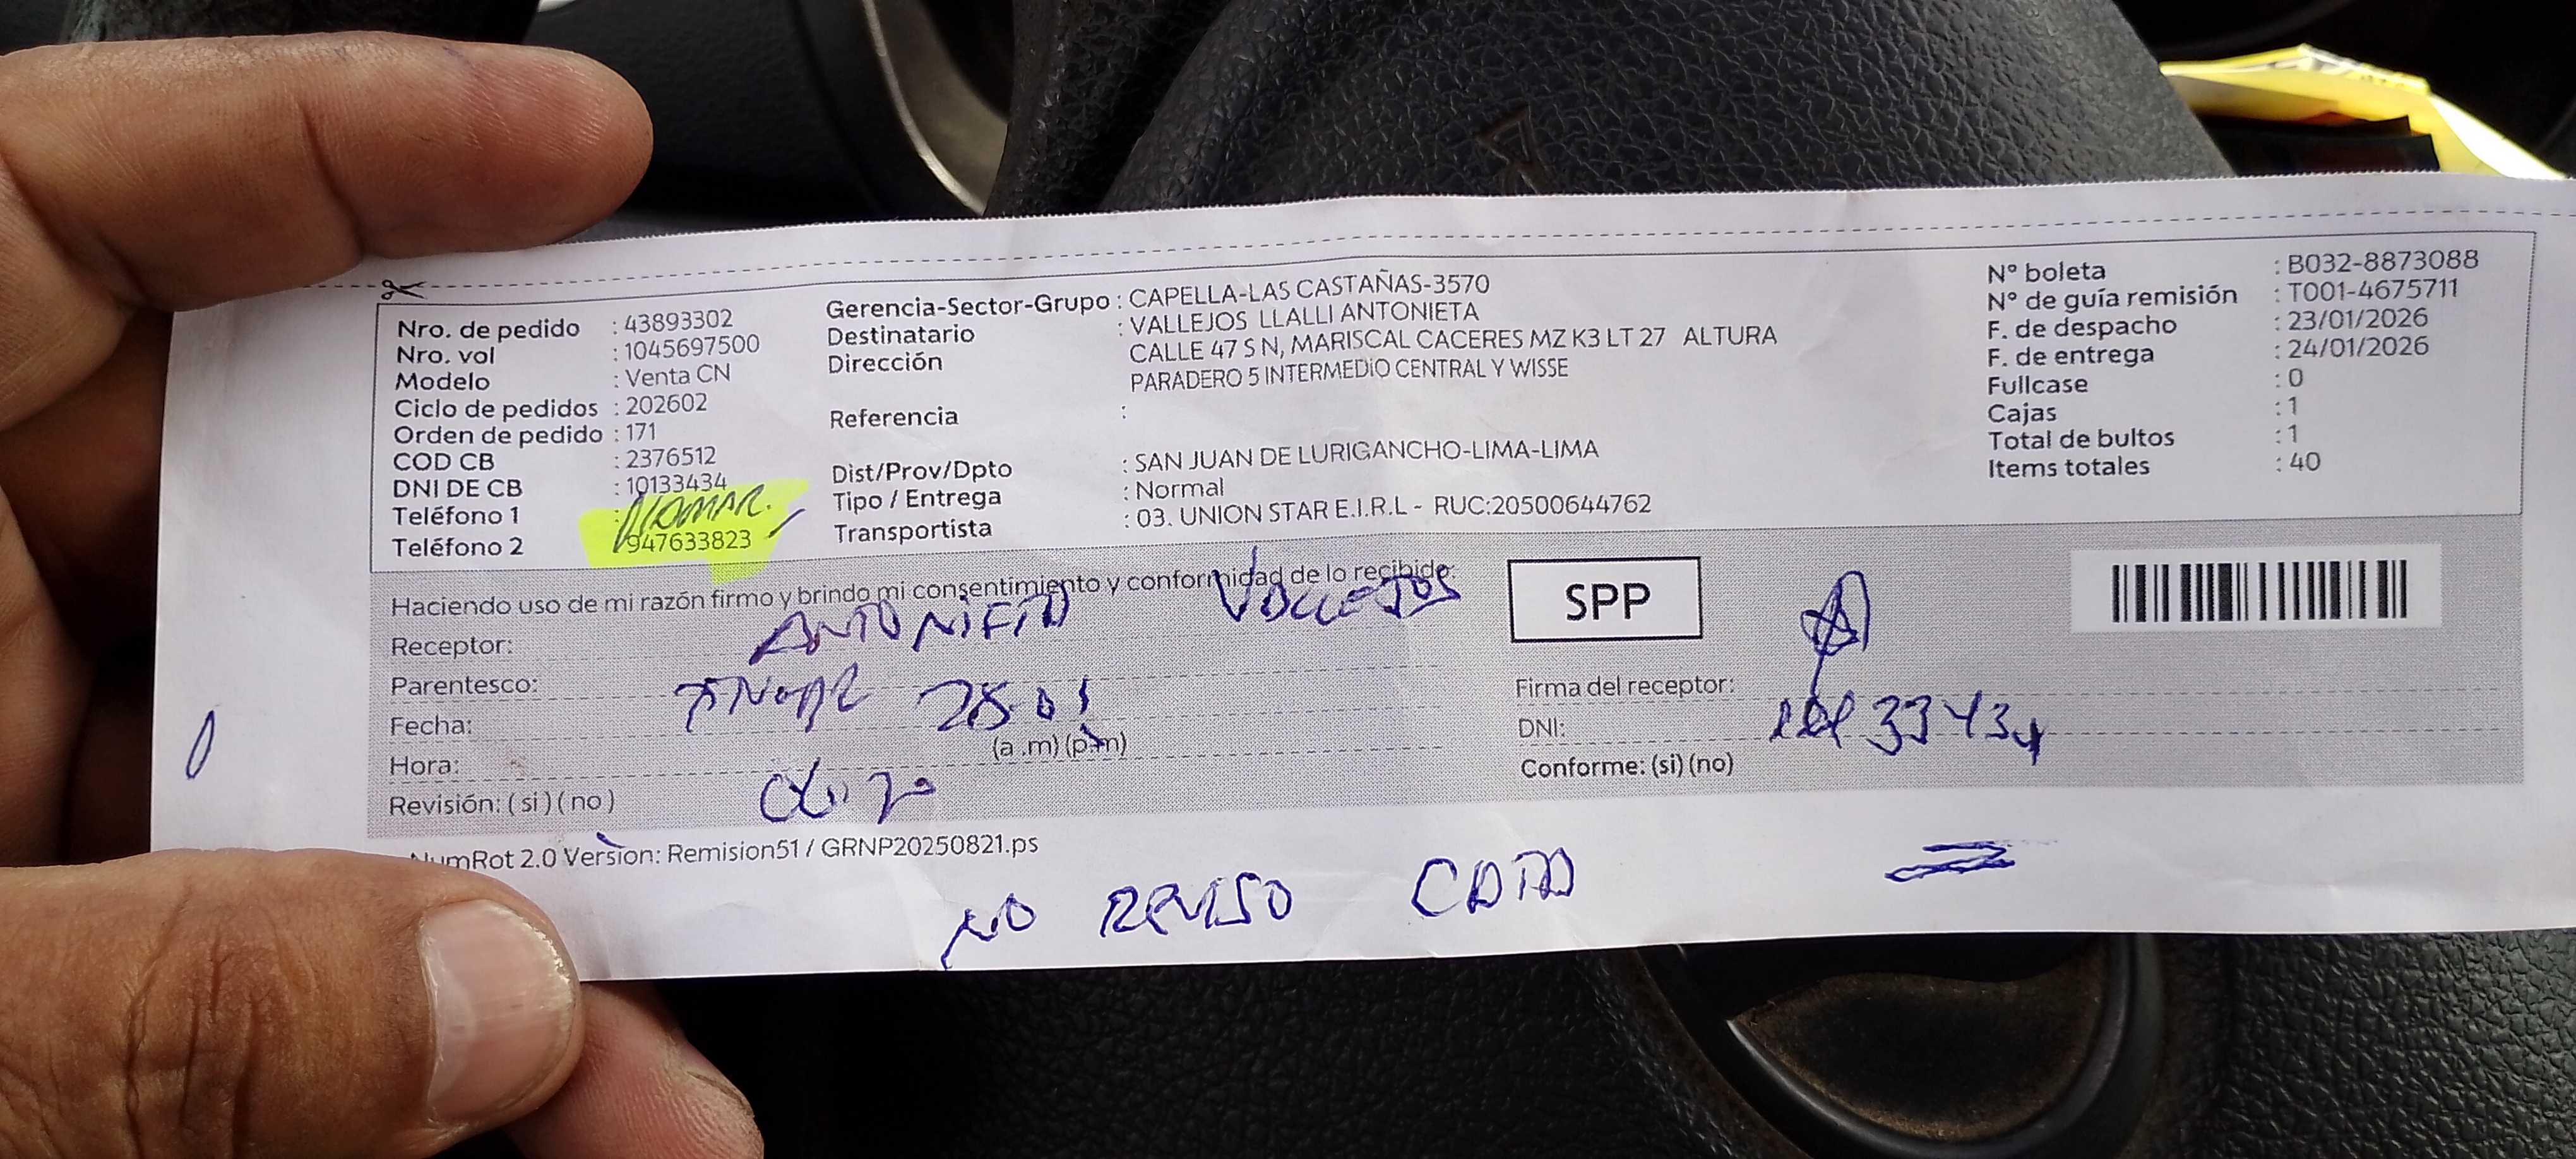 Nro. de pedido : 43893302
Nro. vol : 1045697500
Modelo : Venta CN
Ciclo de pedidos : 202602
Orden de pedido : 171
COD CB : 2376512
DNI DE CB : 10133434
Teléfono 1 :
Teléfono 2 : 947633823
Gerencia-Sector-Grupo : CAPELLA-LAS CASTAÑAS-3570
Destinatario : VALLEJOS LLALLI ANTONIETA
Dirección CALLE 47 S N, MARISCAL CACERES MZ K3 LT 27 ALTURA
PARADERO 5 INTERMEDIO CENTRAL Y WISSE
Referencia :
Dist/Prov/Dpto : SAN JUAN DE LURIGANCHO-LIMA-LIMA
Tipo / Entrega : Normal
Transportista : 03. UNION STAR E.I.R.L - RUC:20500644762
N° boleta : B032-8873088
N° de guía remisión : T001-4675711
F. de despacho : 23/01/2026
F. de entrega : 24/01/2026
Fullcase : 0
Cajas : 1
Total de bultos : 1
Items totales : 40
Haciendo uso de mi razón firmo y brindo mi consentimiento y conformidad de lo recibido:
Receptor: ANTONIETA VALLEJOS
Parentesco:
Fecha:
Hora: (a .m) (p.m)
Revisión: ( si ) ( no )
SPP
Firma del receptor:
DNI:
Conforme: (si) (no)
NumRot 2.0 Version: Remision51 / GRNP20250821.ps
NO REVISO